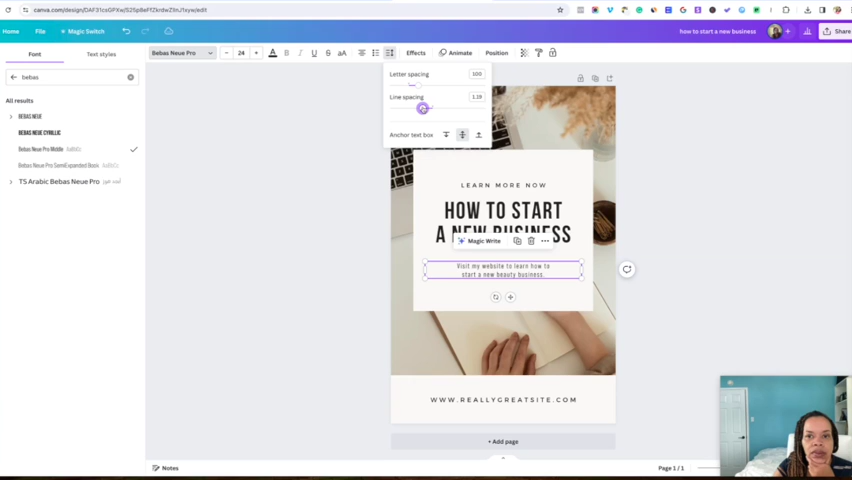 canva.com/design/DAF31csGPXw/S2SpBeFfZkrdwZlmJ1xyw/edit
Home
File
Magic Switch
how to start a new business
Share
Font
Text styles
Bebas Neue Pro
– 24 +
A B I U S aA
Effects
Animate
Position
bebas
Letter spacing 100
Line spacing 1.19
Anchor text box
All results
BEBAS NEUE
BEBAS NEUE CYRILLIC
Bebas Neue Pro Middle
Bebas Neue Pro SemiExpanded Book
TS Arabic Bebas Neue Pro
LEARN MORE NOW
HOW TO START
A NEW BUSINESS
Magic Write
Visit my website to learn how to
start a new beauty business.
WWW.REALLYGREATSITE.COM
+ Add page
Notes
Page 1 / 1